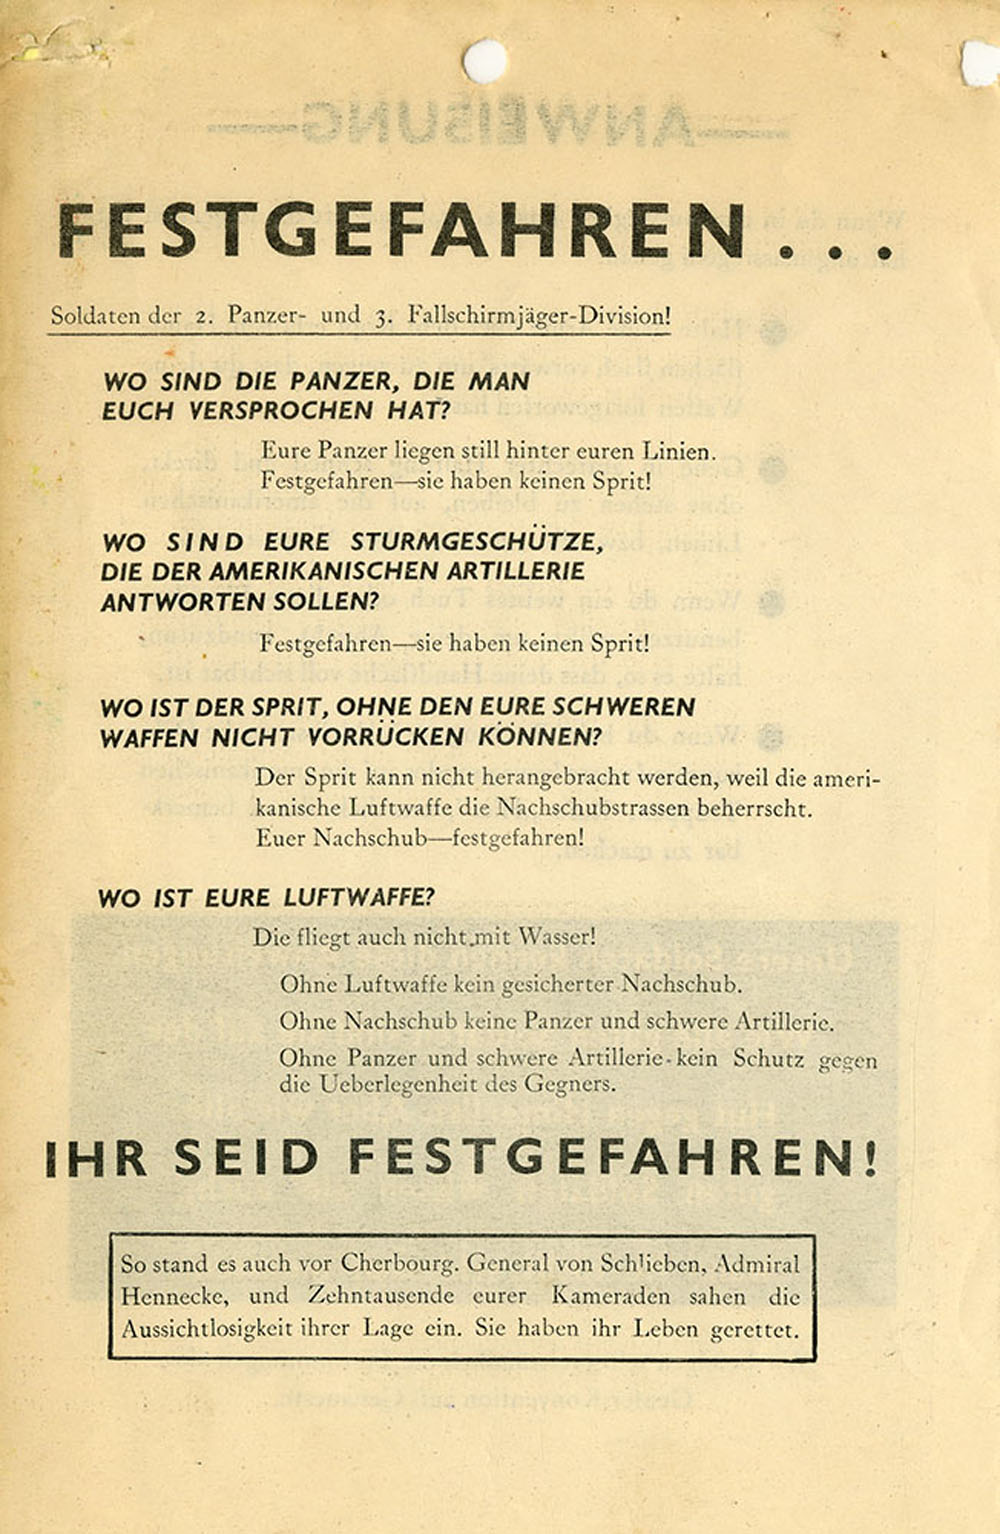 FESTGEFAHREN . . .
Soldaten der 2. Panzer- und 3. Fallschirmjäger-Division!
WO SIND DIE PANZER, DIE MAN
EUCH VERSPROCHEN HAT?
Eure Panzer liegen still hinter euren Linien.
Festgefahren—sie haben keinen Sprit!
WO SIND EURE STURMGESCHÜTZE,
DIE DER AMERIKANISCHEN ARTILLERIE
ANTWORTEN SOLLEN?
Festgefahren—sie haben keinen Sprit!
WO IST DER SPRIT, OHNE DEN EURE SCHWEREN
WAFFEN NICHT VORRÜCKEN KÖNNEN?
Der Sprit kann nicht herangebracht werden, weil die ameri-
kanische Luftwaffe die Nachschubstrassen beherrscht.
Euer Nachschub—festgefahren!
WO IST EURE LUFTWAFFE?
Die fliegt auch nicht mit Wasser!
Ohne Luftwaffe kein gesicherter Nachschub.
Ohne Nachschub keine Panzer und schwere Artillerie.
Ohne Panzer und schwere Artillerie kein Schutz gegen
die Ueberlegenheit des Gegners.
IHR SEID FESTGEFAHREN!
So stand es auch vor Cherbourg. General von Schlieben, Admiral
Hennecke, und Zehntausende eurer Kameraden sahen die
Aussichtlosigkeit ihrer Lage ein. Sie haben ihr Leben gerettet.